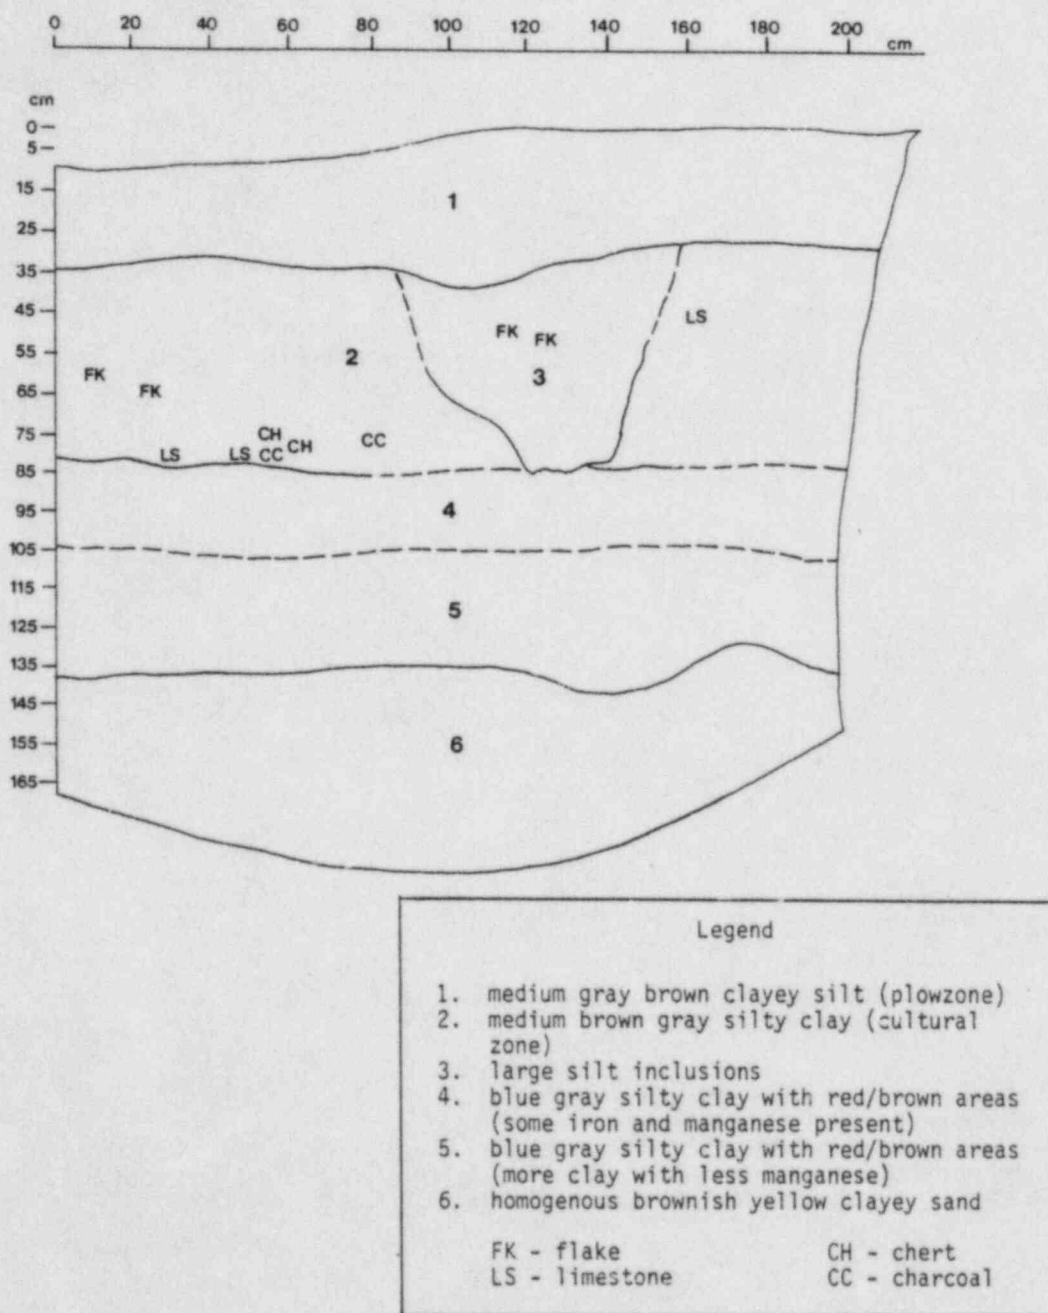 0 20 40 60 80 100 120 140 160 180 200
cm
cm
0
5
15
1
25
35
45
LS
FK FK
55
2
FK
3
65
FK
75
CH CH CC
LS LS CC
85
95
4
105
115
5
125
135
145
155
6
165
Legend
1. medium gray brown clayey silt (plowzone)
2. medium brown gray silty clay (cultural
zone)
3. large silt inclusions
4. blue gray silty clay with red/brown areas
(some iron and manganese present)
5. blue gray silty clay with red/brown areas
(more clay with less manganese)
6. homogenous brownish yellow clayey sand
FK - flake CH - chert
LS - limestone CC - charcoal